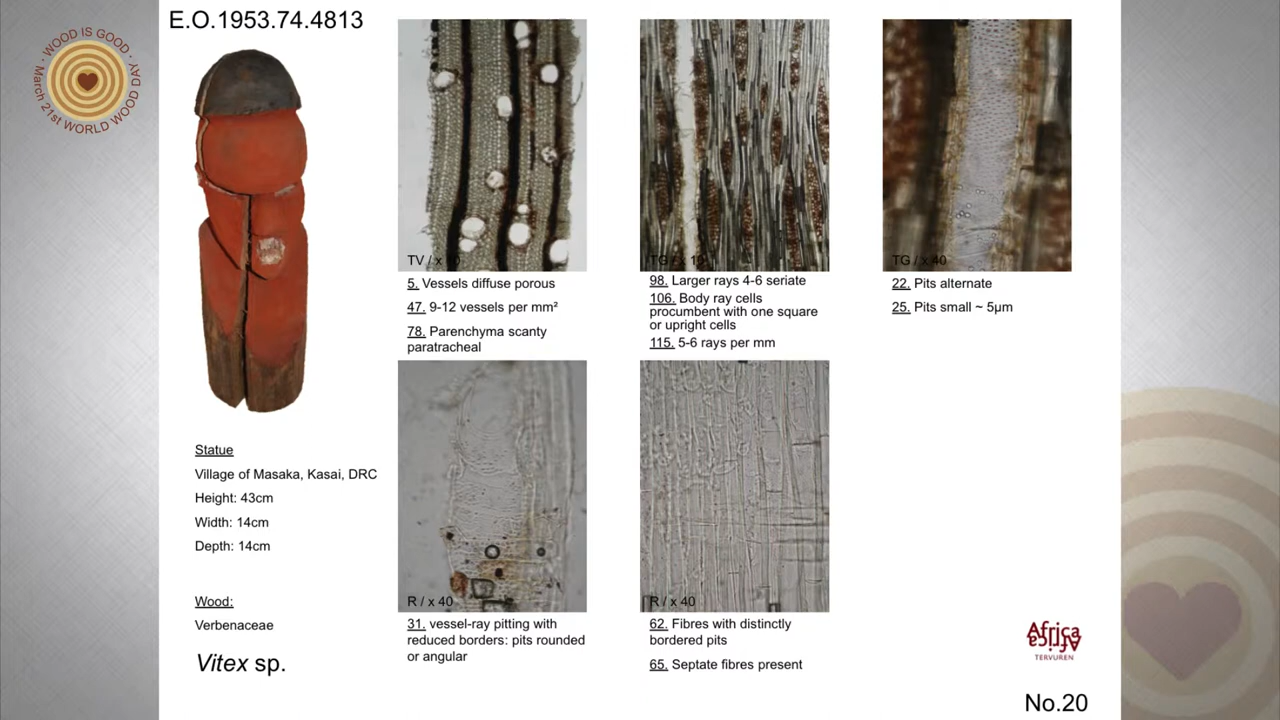 E.O.1953.74.4813
WOOD IS GOOD · WORLD WOOD DAY · March 21st
TV / x
5. Vessels diffuse porous
47. 9-12 vessels per mm²
78. Parenchyma scanty
paratracheal
TG / x 10
98. Larger rays 4-6 seriate
106. Body ray cells
procumbent with one square
or upright cells
115. 5-6 rays per mm
TG / x 40
22. Pits alternate
25. Pits small ~ 5µm
Statue
Village of Masaka, Kasai, DRC
Height: 43cm
Width: 14cm
Depth: 14cm
Wood:
Verbenaceae
Vitex sp.
R / x 40
31. vessel-ray pitting with
reduced borders: pits rounded
or angular
R / x 40
62. Fibres with distinctly
bordered pits
65. Septate fibres present
Africa
TERVUREN
No.20